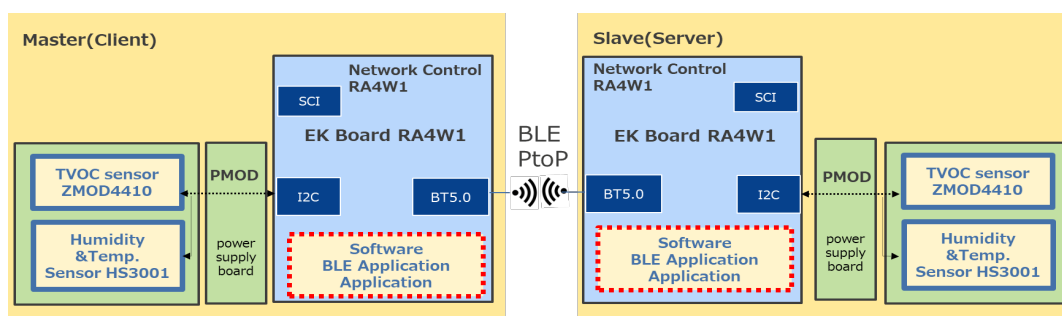 Master(Client)
Network Control
RA4W1
SCI
EK Board RA4W1
TVOC sensor
ZMOD4410
PMOD
I2C
BT5.0
Humidity
&Temp.
Sensor HS3001
power
supply
board
Software
BLE Application
Application
BLE
PtoP
Slave(Server)
Network Control
RA4W1
SCI
EK Board RA4W1
BT5.0
I2C
PMOD
TVOC sensor
ZMOD4410
Software
BLE Application
Application
power
supply
board
Humidity
&Temp.
Sensor HS3001